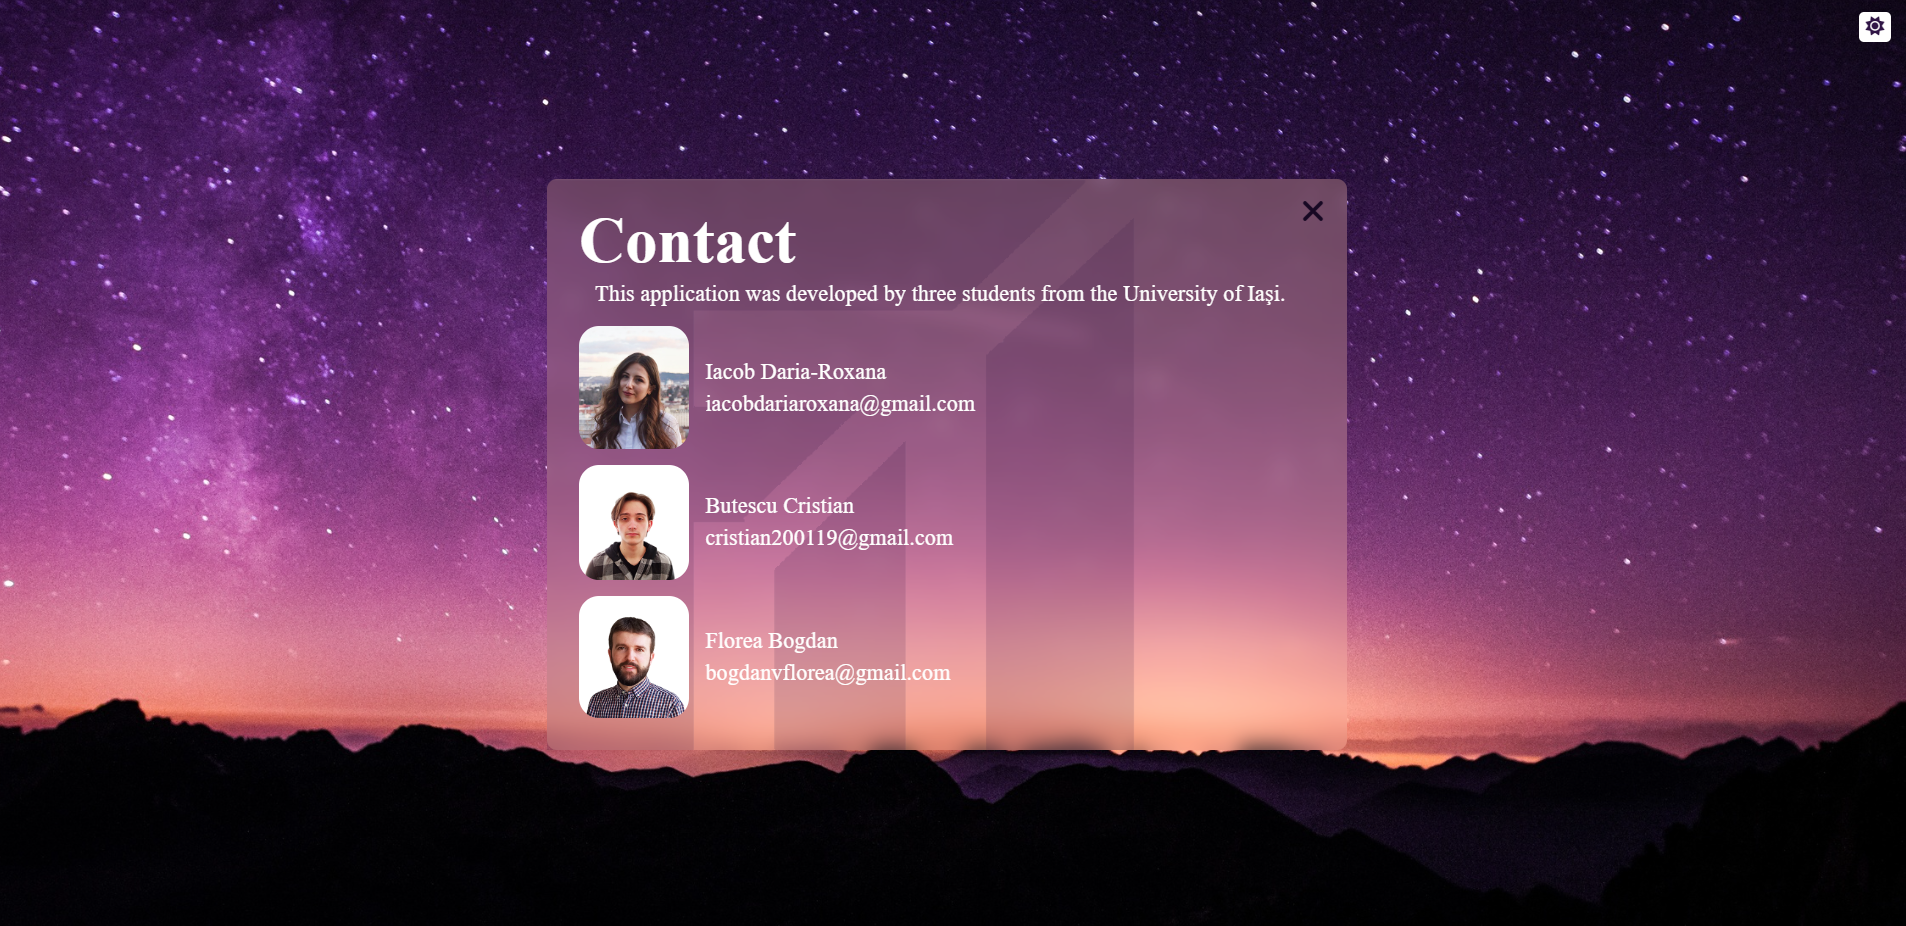 Contact
This application was developed by three students from the University of Iaşi.
Iacob Daria-Roxana
iacobdariaroxana@gmail.com
Butescu Cristian
cristian200119@gmail.com
Florea Bogdan
bogdanvflorea@gmail.com